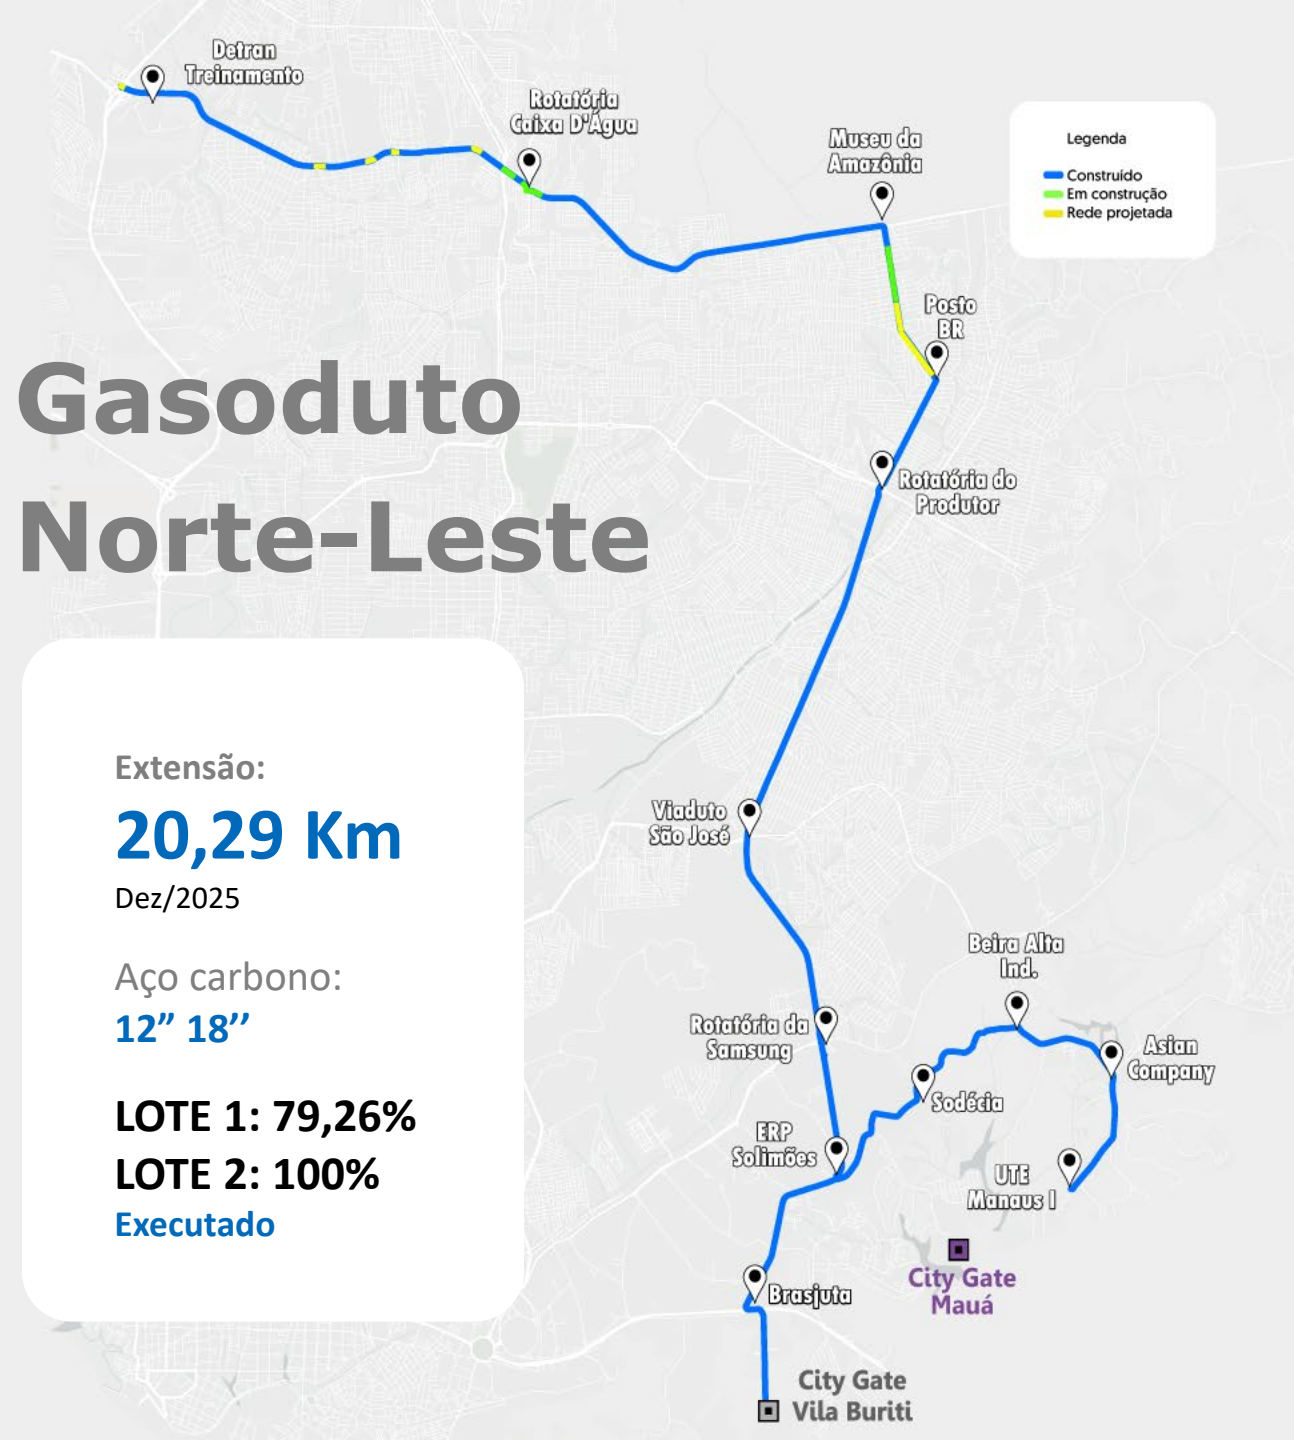 Detran
Treinamento
Rotatória
Caixa D'Água
Museu da
Amazônia
Legenda
Construído
Em construção
Rede projetada
Posto
BR
Gasoduto
Norte-Leste
Rotatória do
Produtor
Extensão:
20,29 Km
Dez/2025
Aço carbono:
12” 18’’
LOTE 1: 79,26%
LOTE 2: 100%
Executado
Viaduto
São José
Beira Alta
Ind.
Rotatória da
Samsung
Asian
Company
Sodécia
ERP
Solimões
UTE
Manaus I
City Gate
Mauá
Brasjuta
City Gate
Vila Buriti